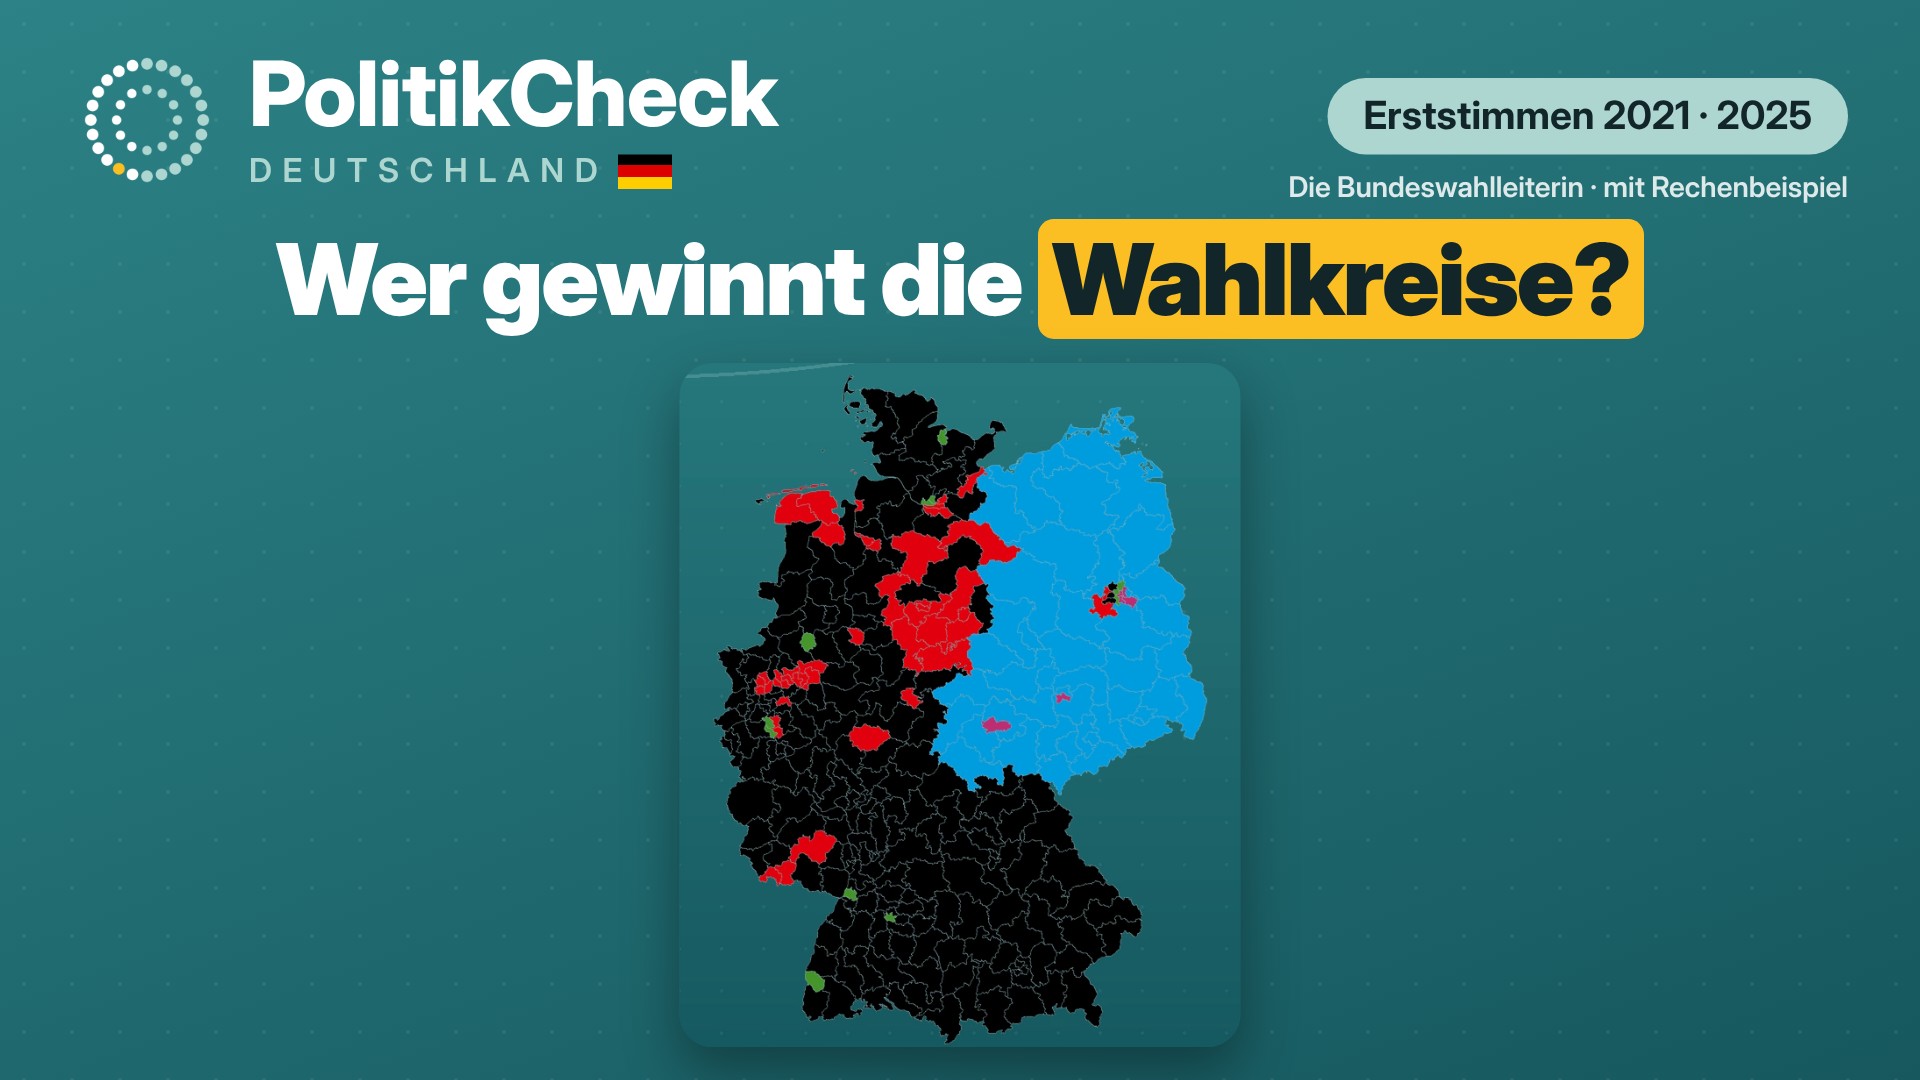 PolitikCheck
DEUTSCHLAND
Erststimmen 2021 · 2025
Die Bundeswahlleiterin · mit Rechenbeispiel
Wer gewinnt die Wahlkreise?